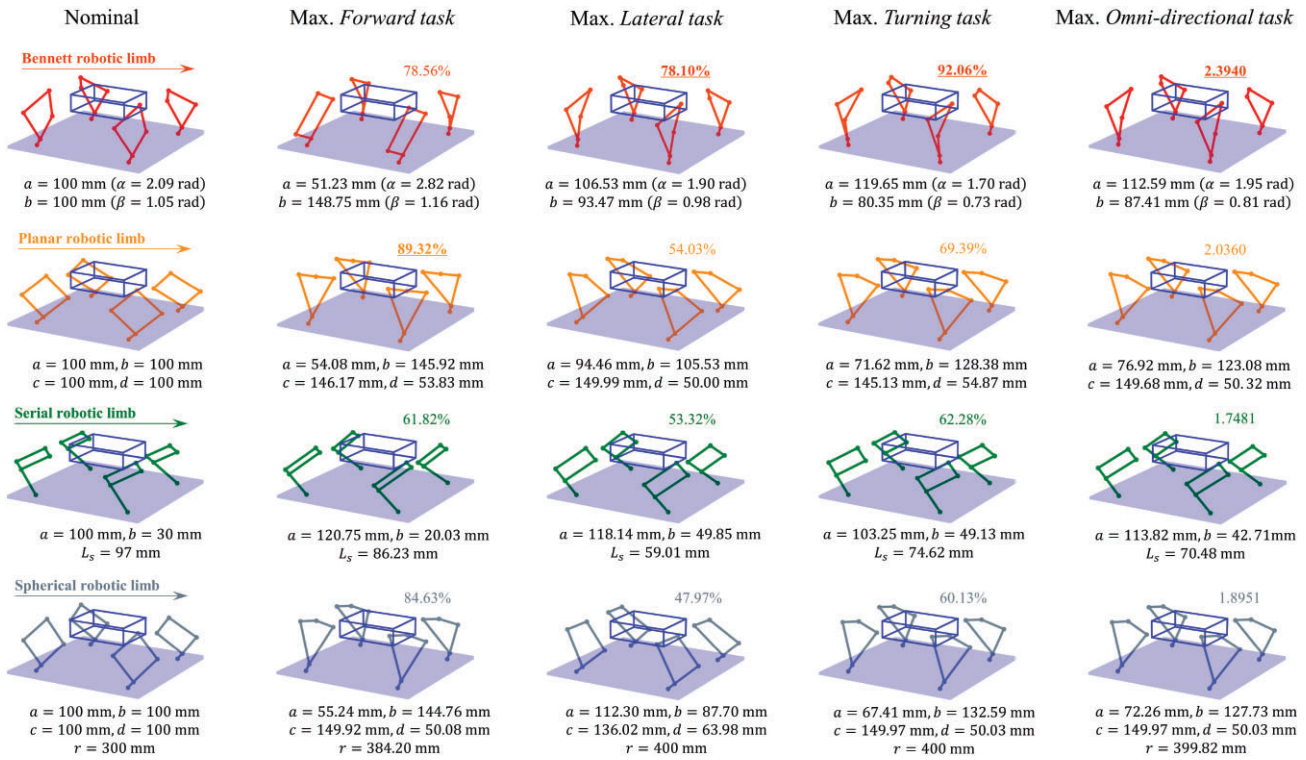 Nominal
Max. Forward task
Max. Lateral task
Max. Turning task
Max. Omni-directional task
Bennett robotic limb
78.56%
78.10%
92.06%
2.3940
a = 100 mm (α = 2.09 rad)
b = 100 mm (β = 1.05 rad)
a = 51.23 mm (α = 2.82 rad)
b = 148.75 mm (β = 1.16 rad)
a = 106.53 mm (α = 1.90 rad)
b = 93.47 mm (β = 0.98 rad)
a = 119.65 mm (α = 1.70 rad)
b = 80.35 mm (β = 0.73 rad)
a = 112.59 mm (α = 1.95 rad)
b = 87.41 mm (β = 0.81 rad)
Planar robotic limb
89.32%
54.03%
69.39%
2.0360
a = 100 mm, b = 100 mm
c = 100 mm, d = 100 mm
a = 54.08 mm, b = 145.92 mm
c = 146.17 mm, d = 53.83 mm
a = 94.46 mm, b = 105.53 mm
c = 149.99 mm, d = 50.00 mm
a = 71.62 mm, b = 128.38 mm
c = 145.13 mm, d = 54.87 mm
a = 76.92 mm, b = 123.08 mm
c = 149.68 mm, d = 50.32 mm
Serial robotic limb
61.82%
53.32%
62.28%
1.7481
a = 100 mm, b = 30 mm
Ls = 97 mm
a = 120.75 mm, b = 20.03 mm
Ls = 86.23 mm
a = 118.14 mm, b = 49.85 mm
Ls = 59.01 mm
a = 103.25 mm, b = 49.13 mm
Ls = 74.62 mm
a = 113.82 mm, b = 42.71mm
Ls = 70.48 mm
Spherical robotic limb
84.63%
47.97%
60.13%
1.8951
a = 100 mm, b = 100 mm
c = 100 mm, d = 100 mm
r = 300 mm
a = 55.24 mm, b = 144.76 mm
c = 149.92 mm, d = 50.08 mm
r = 384.20 mm
a = 112.30 mm, b = 87.70 mm
c = 136.02 mm, d = 63.98 mm
r = 400 mm
a = 67.41 mm, b = 132.59 mm
c = 149.97 mm, d = 50.03 mm
r = 400 mm
a = 72.26 mm, b = 127.73 mm
c = 149.97 mm, d = 50.03 mm
r = 399.82 mm